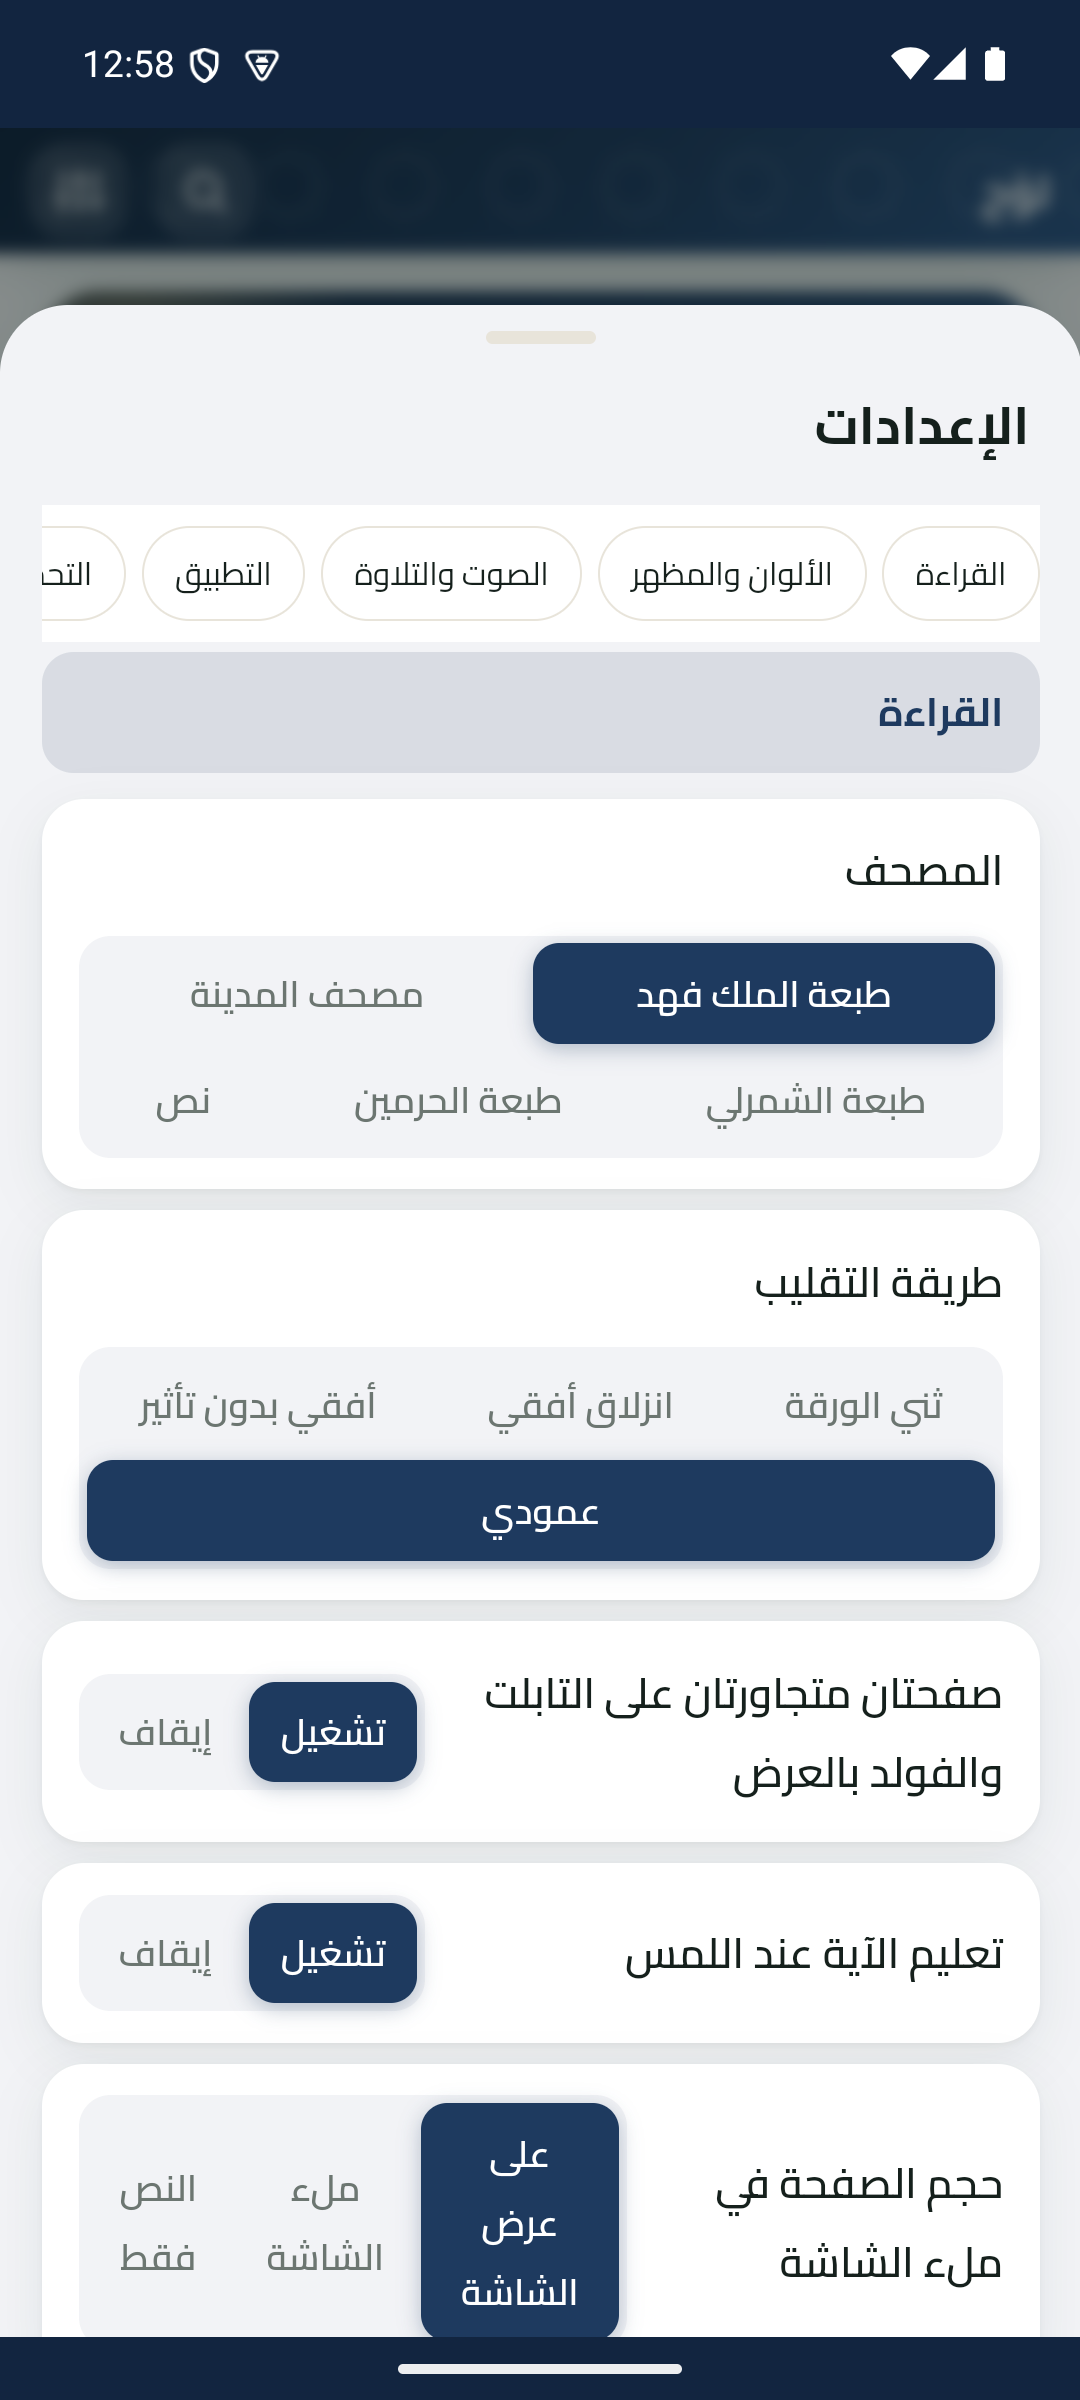 12:58
الإعدادات
القراءة الألوان والمظهر الصوت والتلاوة التطبيق
القراءة
المصحف
طبعة الملك فهد مصحف المدينة
طبعة الشمرلي طبعة الحرمين نص
طريقة التقليب
ثني الورقة انزلاق أفقي أفقي بدون تأثير
عمودي
صفحتان متجاورتان على التابلت
والفولد بالعرض
تشغيل إيقاف
تعليم الآية عند اللمس
تشغيل إيقاف
حجم الصفحة في
ملء الشاشة
على
عرض
الشاشة
ملء
الشاشة
النص
فقط